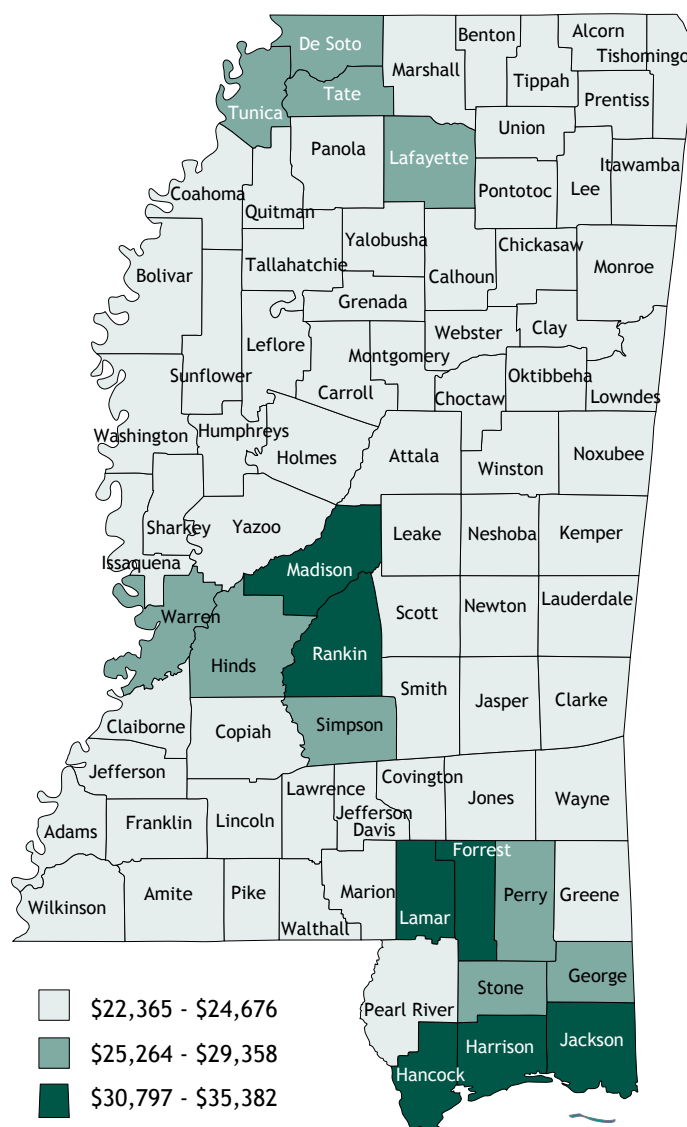 De Soto
Benton
Alcorn
Tishomingo
Marshall
Tippah
Tate
Tunica
Prentiss
Union
Panola
Lafayette
Itawamba
Coahoma
Quitman
Pontotoc
Lee
Yalobusha
Chickasaw
Tallahatchie
Bolivar
Calhoun
Monroe
Grenada
Leflore
Webster
Clay
Montgomery
Sunflower
Carroll
Choctaw
Oktibbeha
Lowndes
Washington
Humphreys
Holmes
Attala
Winston
Noxubee
Sharkey
Yazoo
Leake
Neshoba
Kemper
Issaquena
Madison
Warren
Scott
Newton
Lauderdale
Hinds
Rankin
Smith
Jasper
Clarke
Claiborne
Copiah
Simpson
Jefferson
Lawrence
Covington
Jones
Wayne
Adams
Franklin
Lincoln
Jefferson
Davis
Forrest
Wilkinson
Amite
Pike
Walthall
Marion
Lamar
Perry
Greene
Pearl River
Stone
George
Hancock
Harrison
Jackson
$22,365 - $24,676
$25,264 - $29,358
$30,797 - $35,382